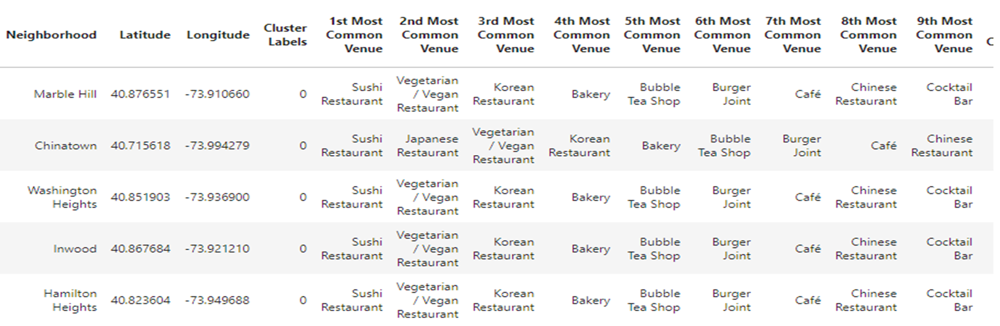 Neighborhood Latitude Longitude Cluster Labels 1st Most Common Venue 2nd Most Common Venue 3rd Most Common Venue 4th Most Common Venue 5th Most Common Venue 6th Most Common Venue 7th Most Common Venue 8th Most Common Venue 9th Most Common Venue C
Marble Hill 40.876551 -73.910660 0 Sushi Restaurant Vegetarian / Vegan Restaurant Korean Restaurant Bakery Bubble Tea Shop Burger Joint Café Chinese Restaurant Cocktail Bar
Chinatown 40.715618 -73.994279 0 Sushi Restaurant Japanese Restaurant Vegetarian / Vegan Restaurant Korean Restaurant Bakery Bubble Tea Shop Burger Joint Café Chinese Restaurant
Washington Heights 40.851903 -73.936900 0 Sushi Restaurant Vegetarian / Vegan Restaurant Korean Restaurant Bakery Bubble Tea Shop Burger Joint Café Chinese Restaurant Cocktail Bar
Inwood 40.867684 -73.921210 0 Sushi Restaurant Vegetarian / Vegan Restaurant Korean Restaurant Bakery Bubble Tea Shop Burger Joint Café Chinese Restaurant Cocktail Bar
Hamilton Heights 40.823604 -73.949688 0 Sushi Restaurant Vegetarian / Vegan Restaurant Korean Restaurant Bakery Bubble Tea Shop Burger Joint Café Chinese Restaurant Cocktail Bar